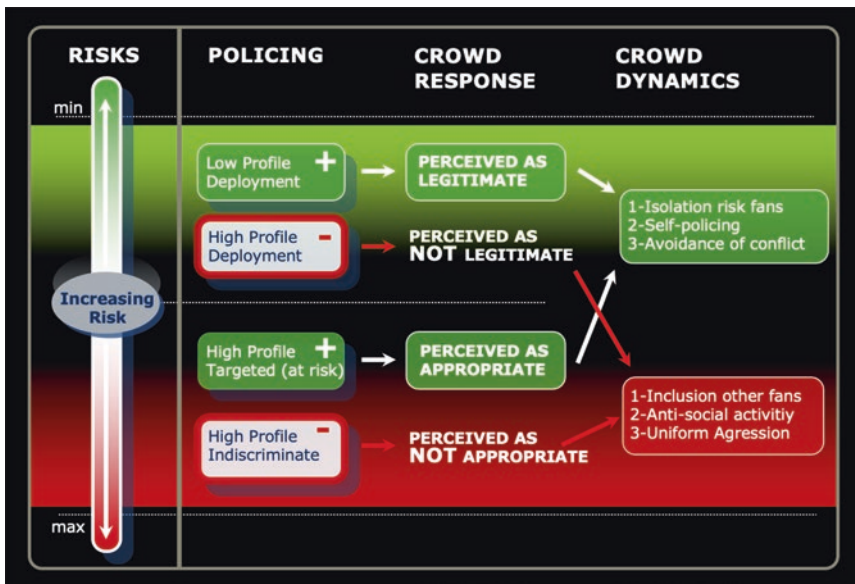 RISKS
POLICING
CROWD
RESPONSE
CROWD
DYNAMICS
min
Low Profile
Deployment
+
PERCEIVED AS
LEGITIMATE
High Profile
Deployment
-
PERCEIVED AS
NOT LEGITIMATE
1-Isolation risk fans
2-Self-policing
3-Avoidance of conflict
Increasing
Risk
High Profile
Targeted (at risk)
+
PERCEIVED AS
APPROPRIATE
High Profile
Indiscriminate
-
PERCEIVED AS
NOT APPROPRIATE
1-Inclusion other fans
2-Anti-social activitiy
3-Uniform Agression
max